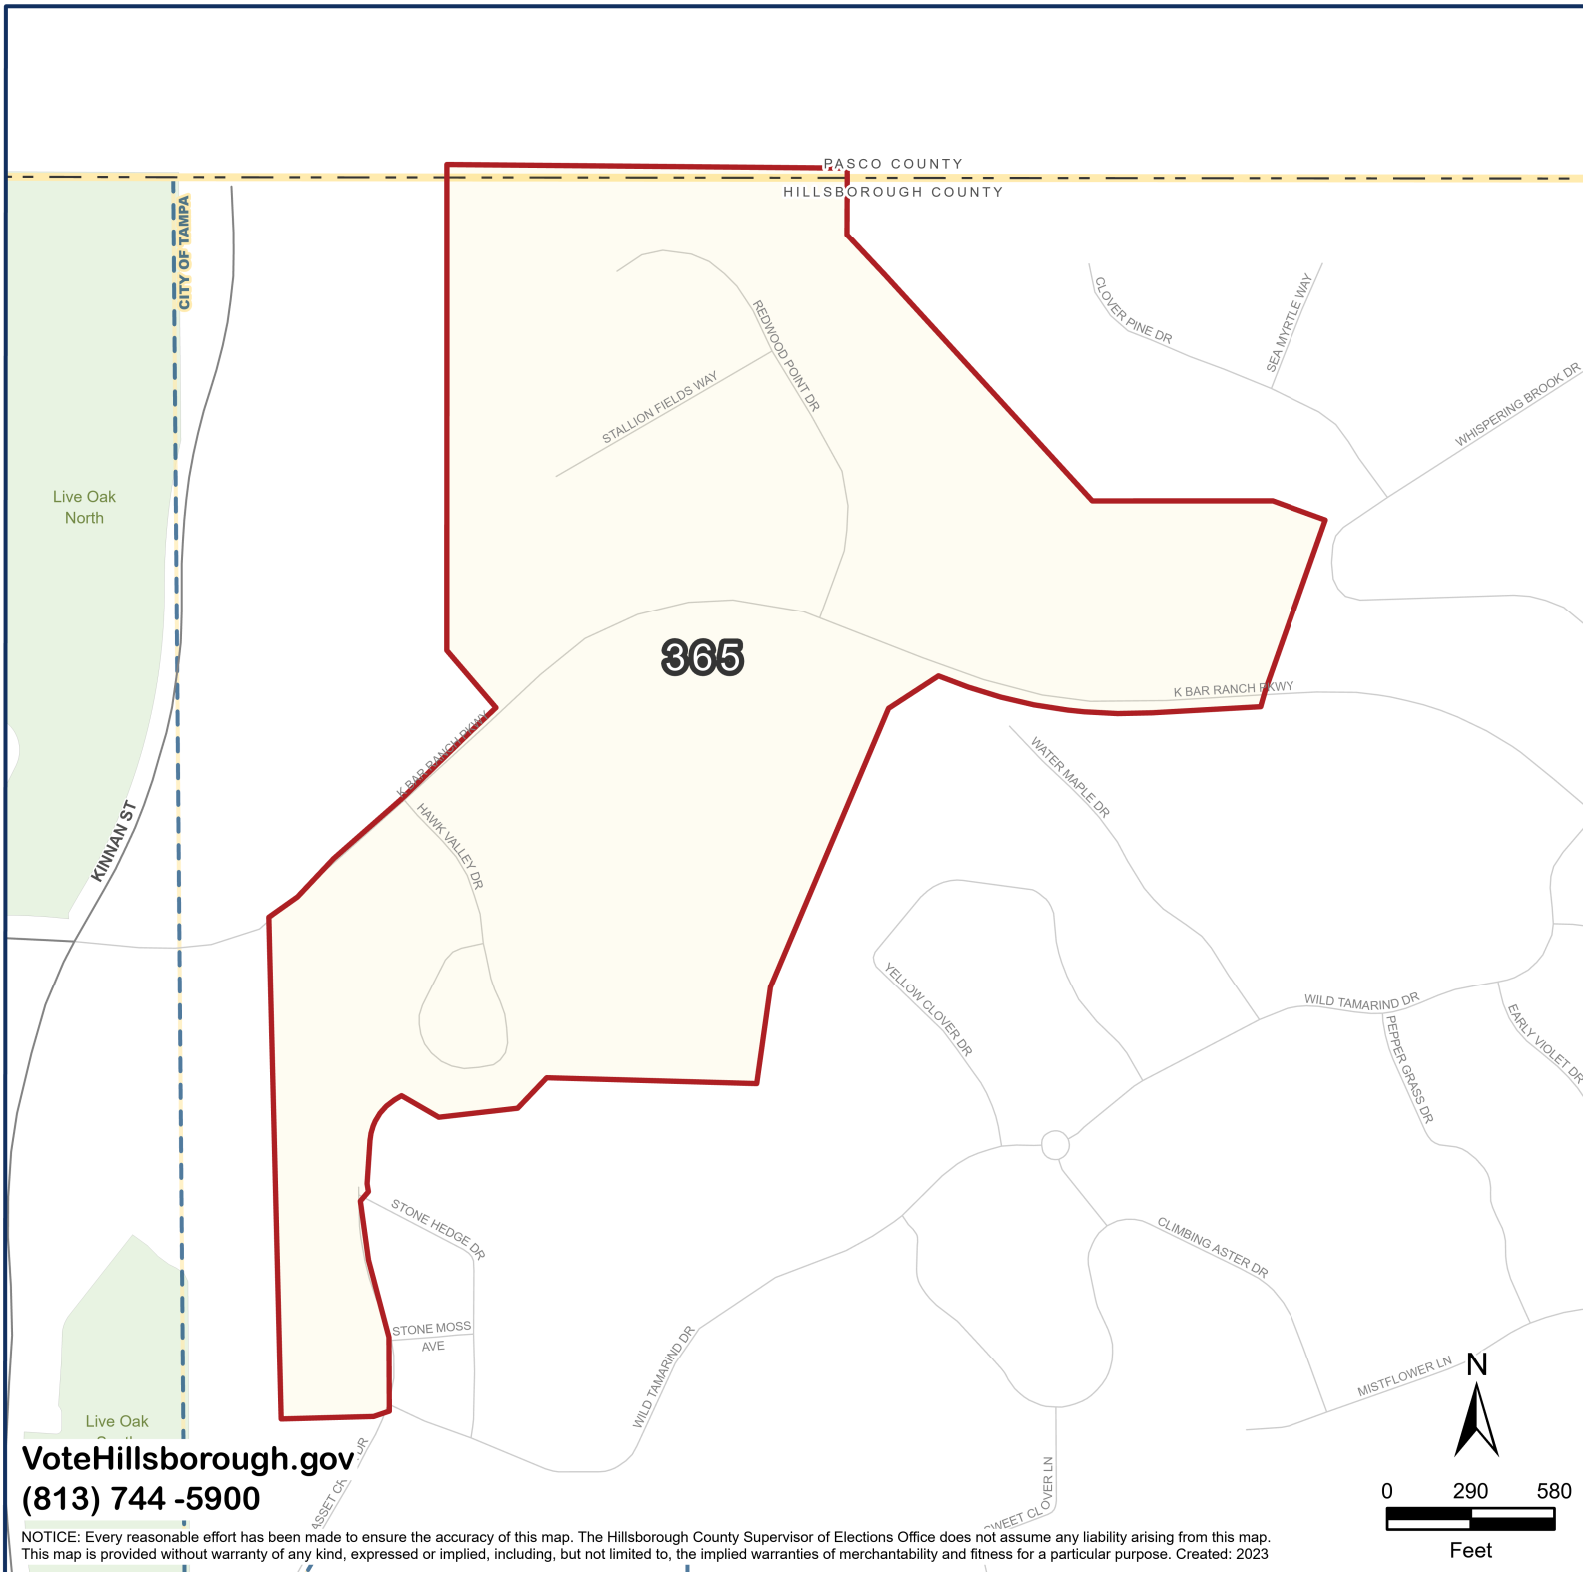 PASCO COUNTY
HILLSBOROUGH COUNTY
CITY OF TAMPA
CLOVER PINE DR
SEA MYRTLE WAY
REDWOOD POINT DR
STALLION FIELDS WAY
WHISPERING BROOK DR
Live Oak
North
365
K BAR RANCH PKWY
K BAR RANCH PKWY
WATER MAPLE DR
HAWK VALLEY DR
KINNAN ST
YELLOW CLOVER DR
WILD TAMARIND DR
EARLY VIOLET DR
PEPPER GRASS DR
STONE HEDGE DR
CLIMBING ASTER DR
STONE MOSS
AVE
WILD TAMARIND DR
MISTFLOWER LN
N
Live Oak
VoteHillsborough.gov
(813) 744 -5900
DR
CLOVER LN
0 290 580
Feet
NOTICE: Every reasonable effort has been made to ensure the accuracy of this map. The Hillsborough County Supervisor of Elections Office does not assume any liability arising from this map.
This map is provided without warranty of any kind, expressed or implied, including, but not limited to, the implied warranties of merchantability and fitness for a particular purpose. Created: 2023